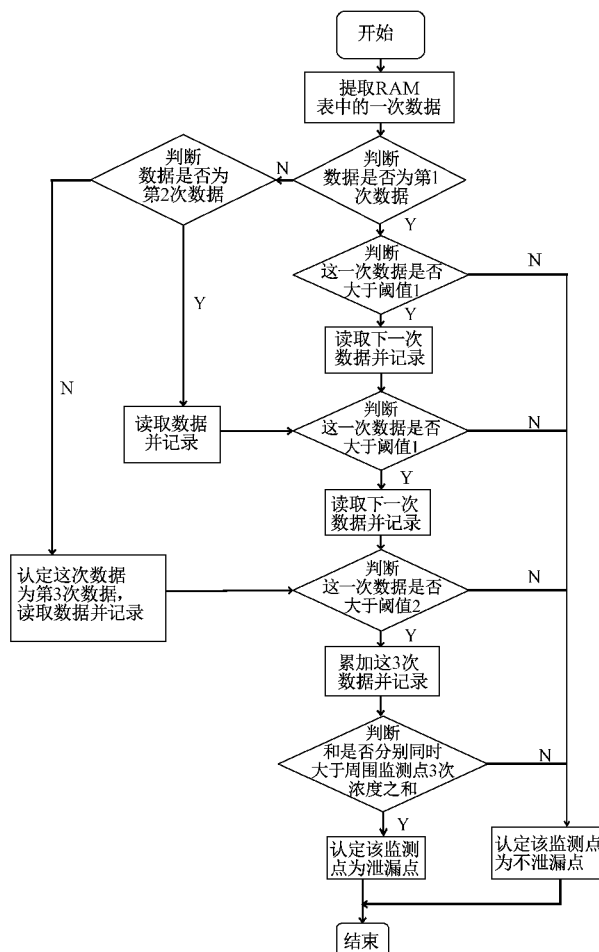 开始
提取RAM
表中的一次数据
判断
数据是否为
第2次数据
N
判断
数据是否为第1
次数据
Y
判断
这一次数据是否
大于阈值1
N
Y
Y
读取下一次
数据并记录
N
读取数据
并记录
判断
这一次数据是否
大于阈值1
N
Y
读取下一次
数据并记录
认定这次数据
为第3次数据，
读取数据并记录
判断
这一次数据是否
大于阈值2
N
Y
累加这3次
数据并记录
判断
和是否分别同时
大于周围监测点3次
浓度之和
N
Y
认定该监测
点为泄漏点
认定该监测点
为不泄漏点
结束